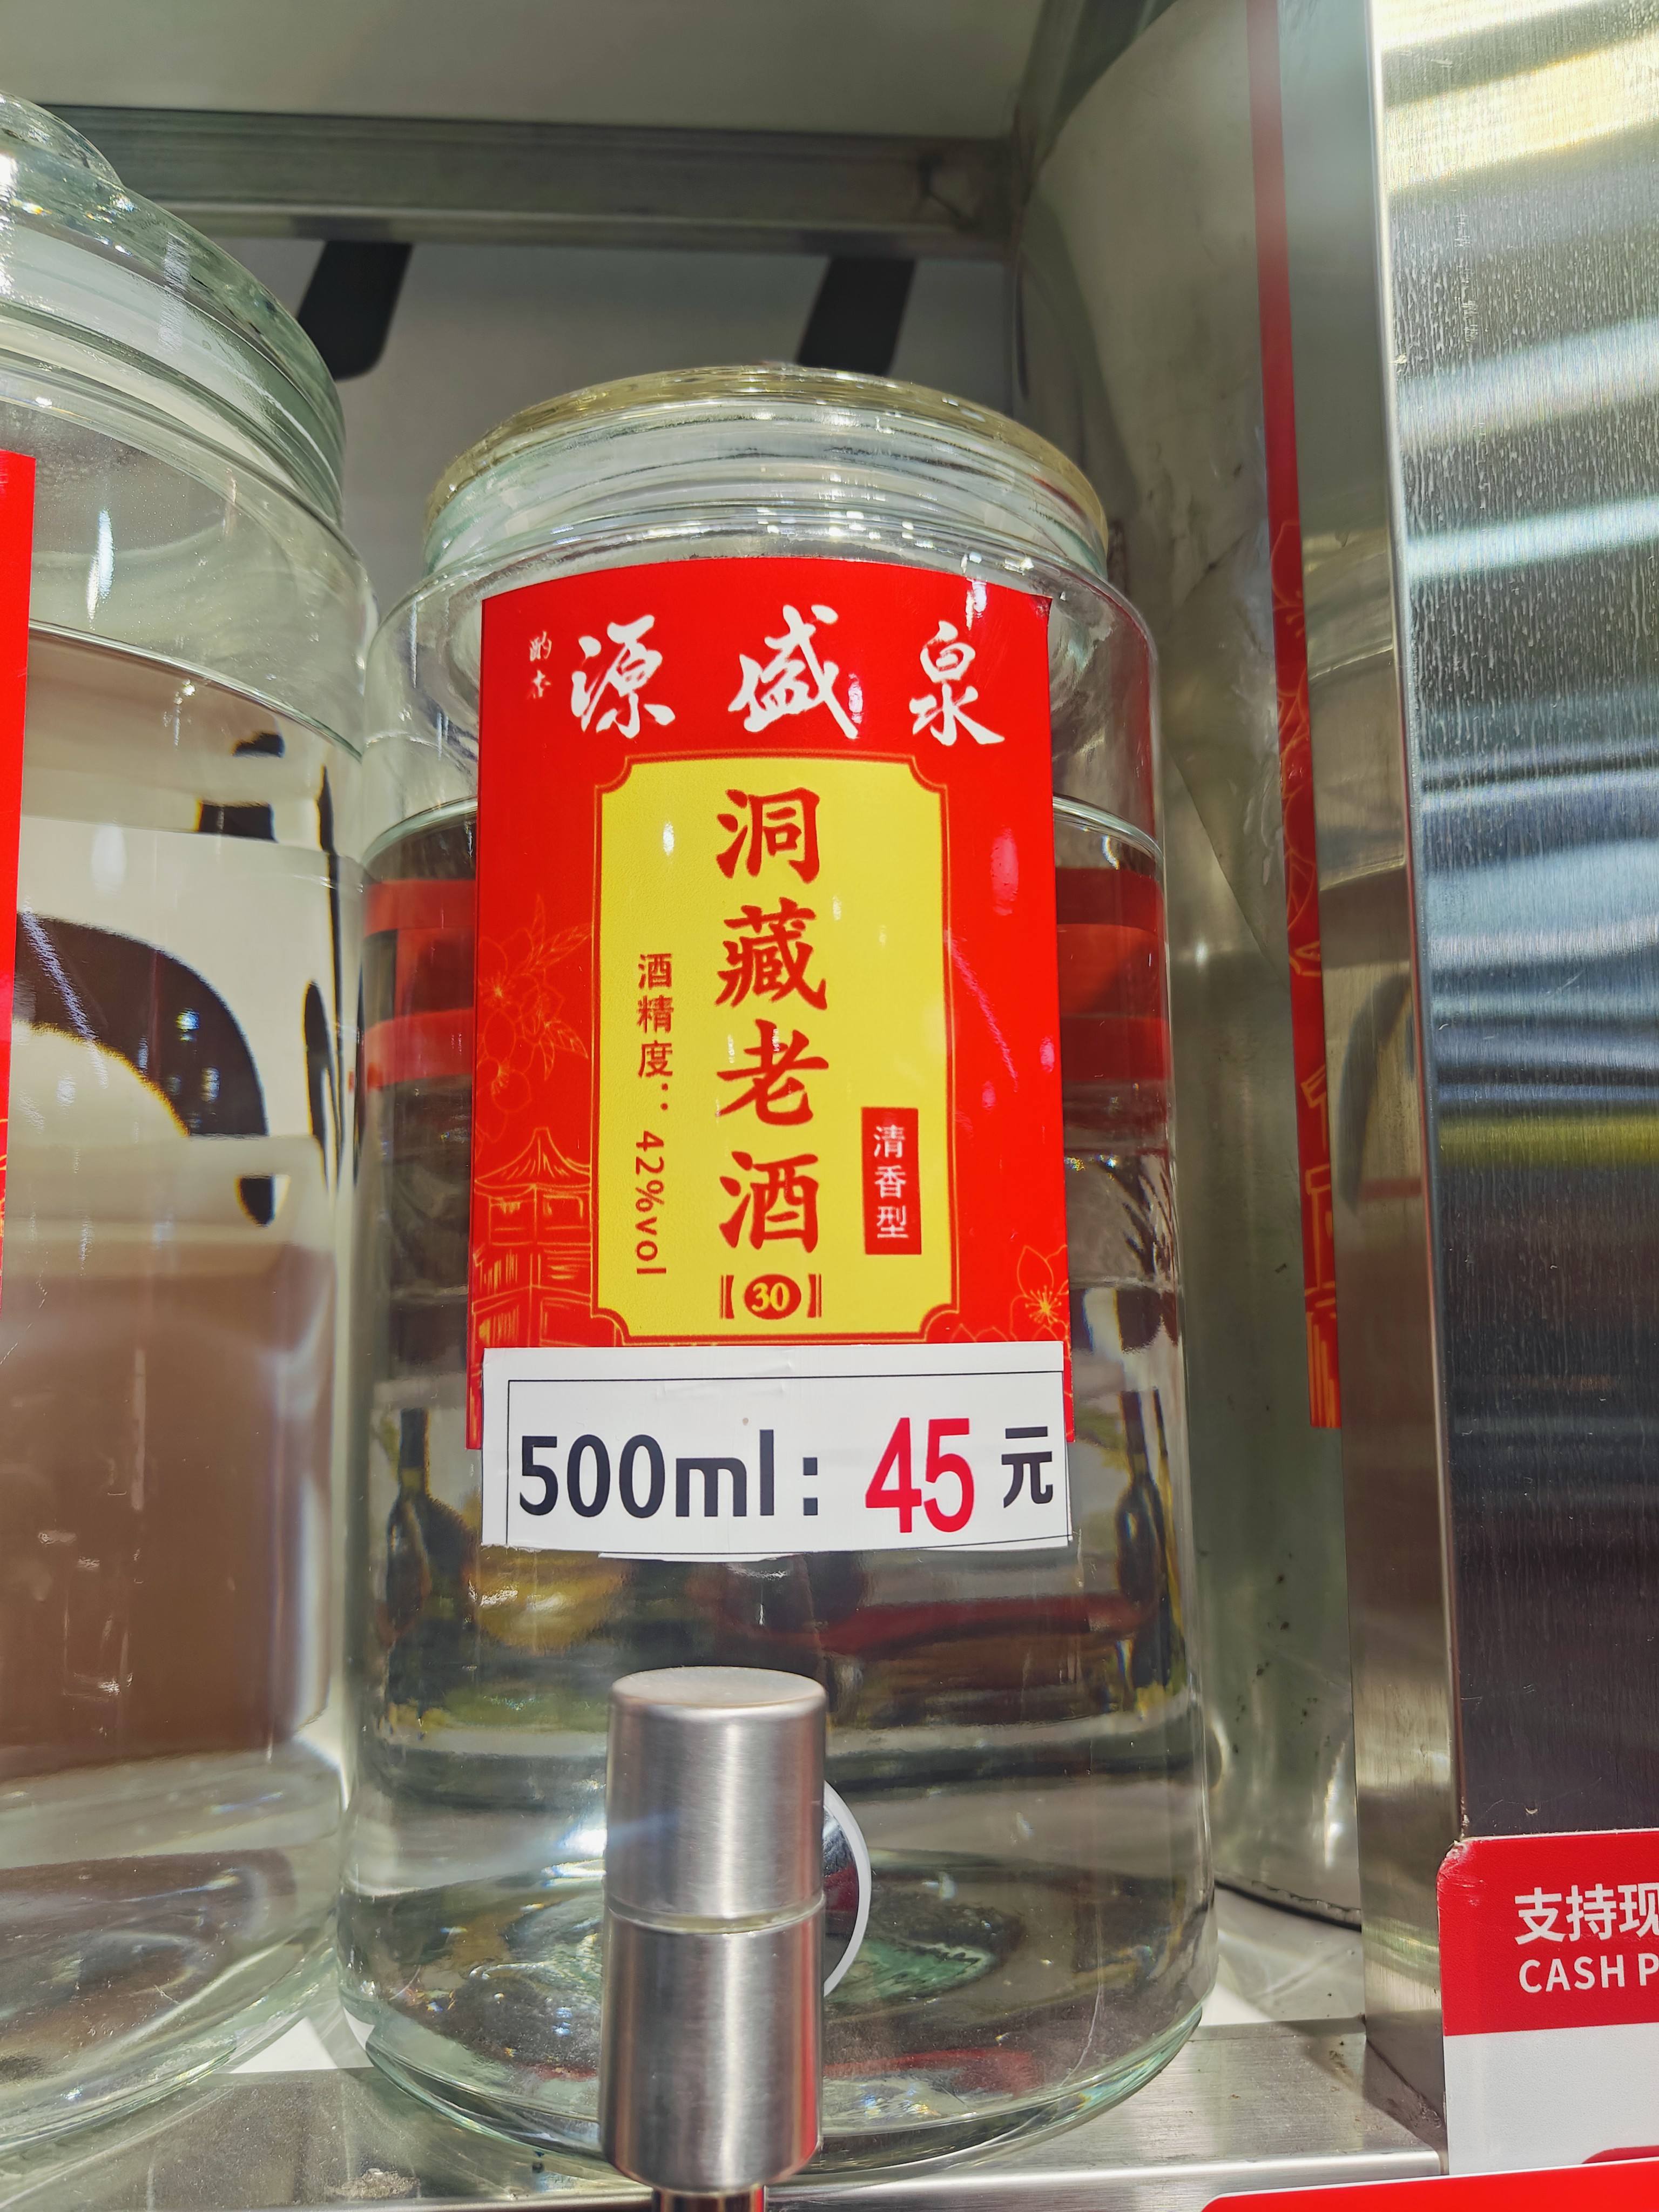 源盛泉
洞藏老酒
【30】
清香型
酒精度：42%vol
500ml：45元
支持现
CASH P